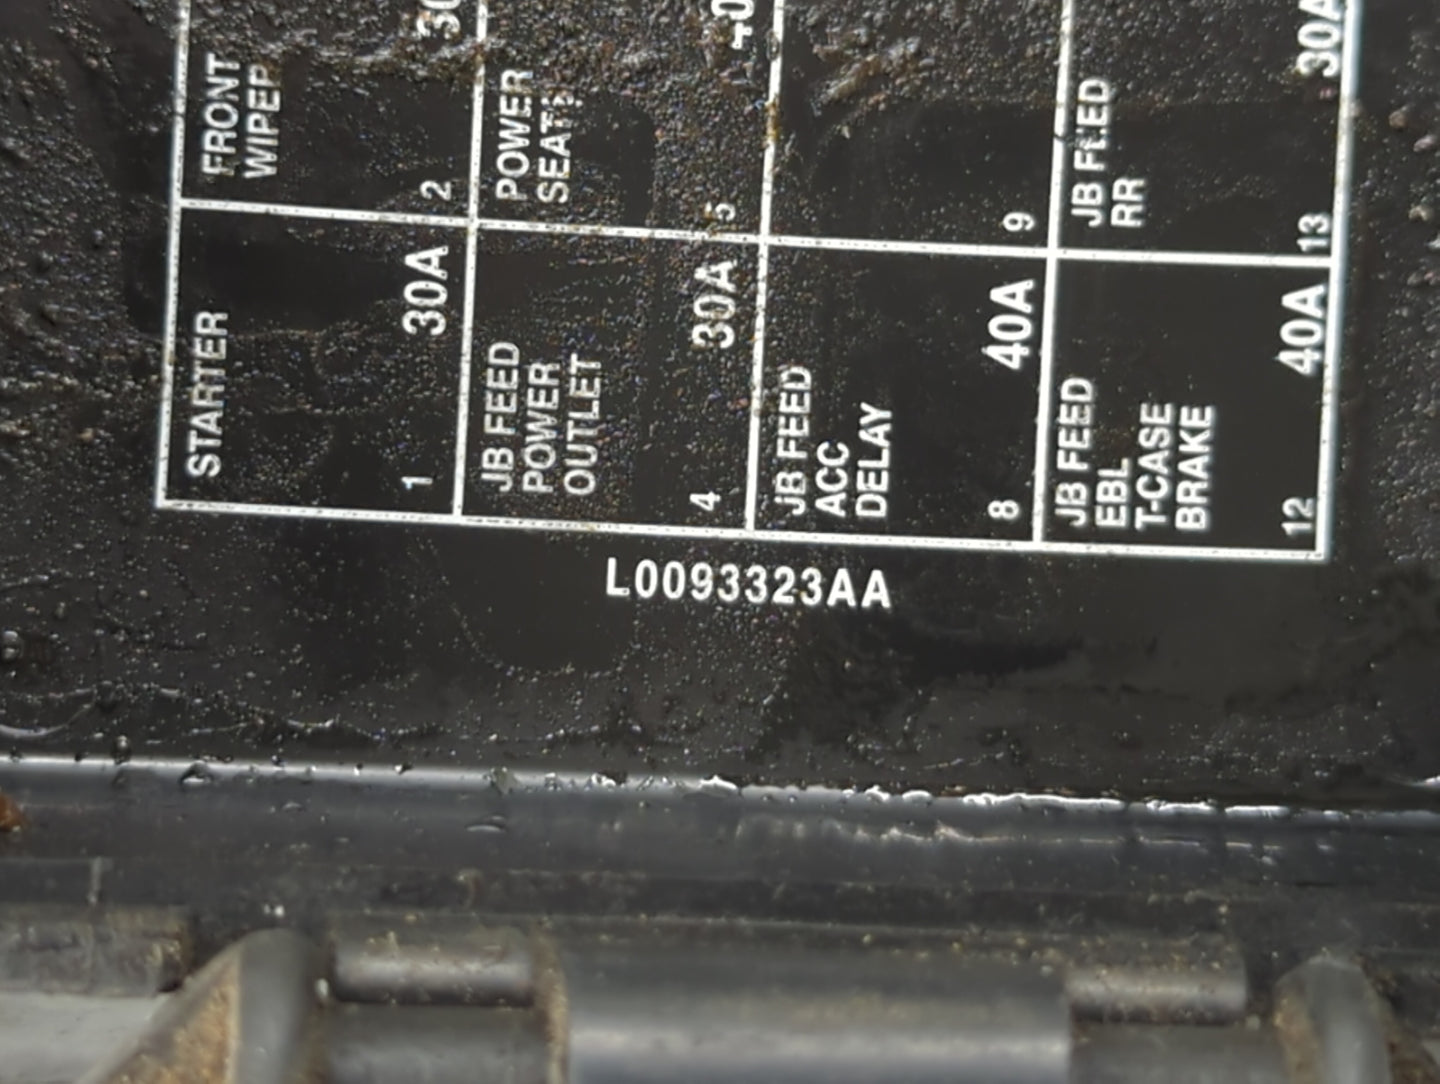 STARTER
1 30A
JB FEED
POWER
OUTLET
4 30A
JB FEED
ACC
DELAY
8 40A
JB FEED
EBL
T-CASE
BRAKE
12 40A
FRONT
WIPER
2
POWER
SEATS
5
9
JB FEED
RR
13 30A
L0093323AA